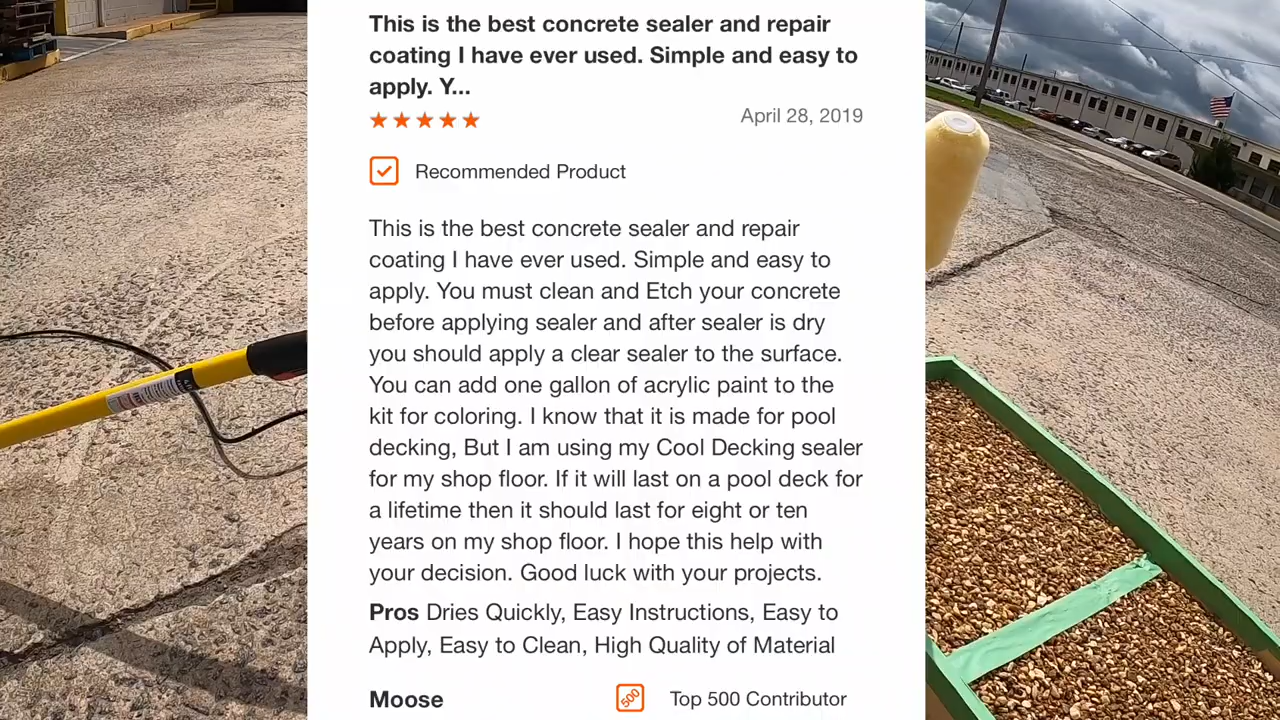 This is the best concrete sealer and repair
coating I have ever used. Simple and easy to
apply. Y...
April 28, 2019
Recommended Product
This is the best concrete sealer and repair
coating I have ever used. Simple and easy to
apply. You must clean and Etch your concrete
before applying sealer and after sealer is dry
you should apply a clear sealer to the surface.
You can add one gallon of acrylic paint to the
kit for coloring. I know that it is made for pool
decking, But I am using my Cool Decking sealer
for my shop floor. If it will last on a pool deck for
a lifetime then it should last for eight or ten
years on my shop floor. I hope this help with
your decision. Good luck with your projects.
Pros Dries Quickly, Easy Instructions, Easy to
Apply, Easy to Clean, High Quality of Material
Moose
500
Top 500 Contributor